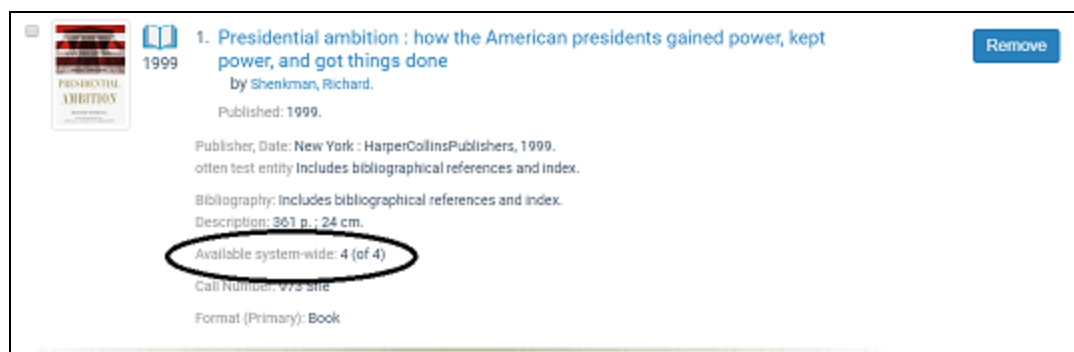 PRESIDENTIAL
AMBITION
1999
1. Presidential ambition : how the American presidents gained power, kept
power, and got things done
by Shenkman, Richard.
Published: 1999.
Remove
Publisher, Date: New York : HarperCollinsPublishers, 1999.
otten test entity Includes bibliographical references and index.
Bibliography: Includes bibliographical references and index.
Description: 361 p. ; 24 cm.
Available system-wide: 4 (of 4)
Call Number: 973 She
Format (Primary): Book